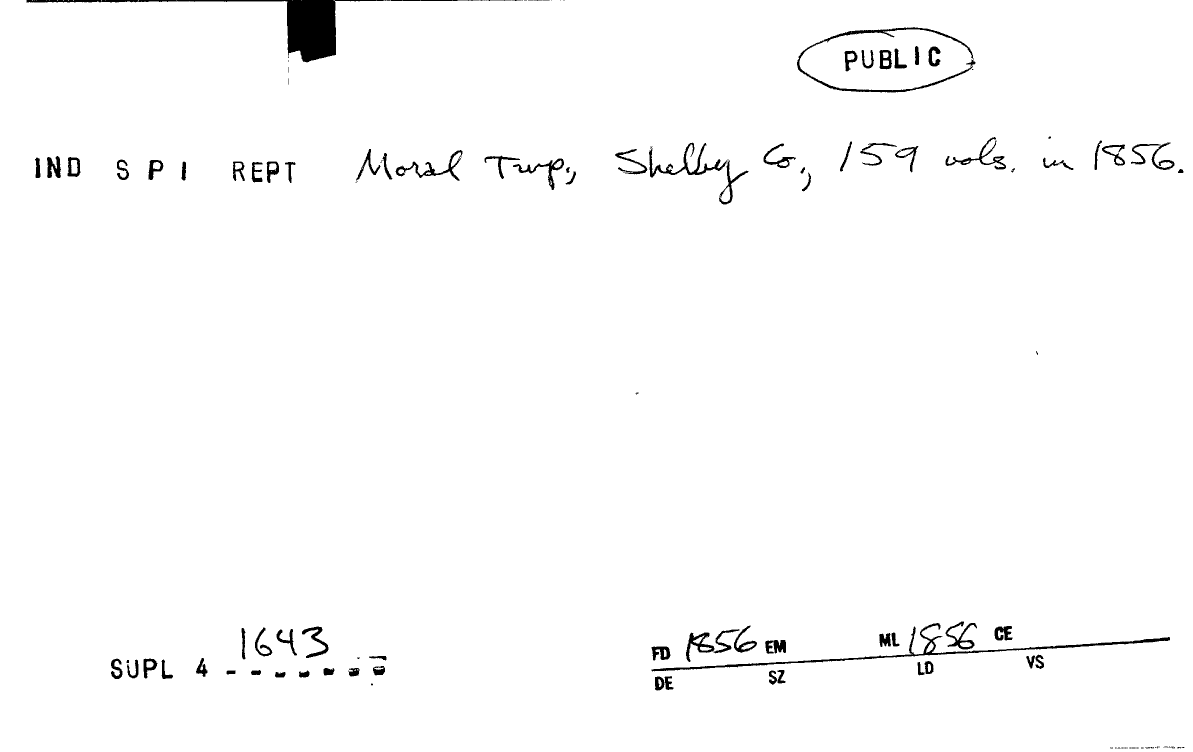 PUBLIC
IND S P I REPT Moral Twp., Shelby Co., 159 vols. in 1856.
1643
SUPL 4 - - - - - - -
FD 1856 EM ML 1856 CE
DE SZ LD VS